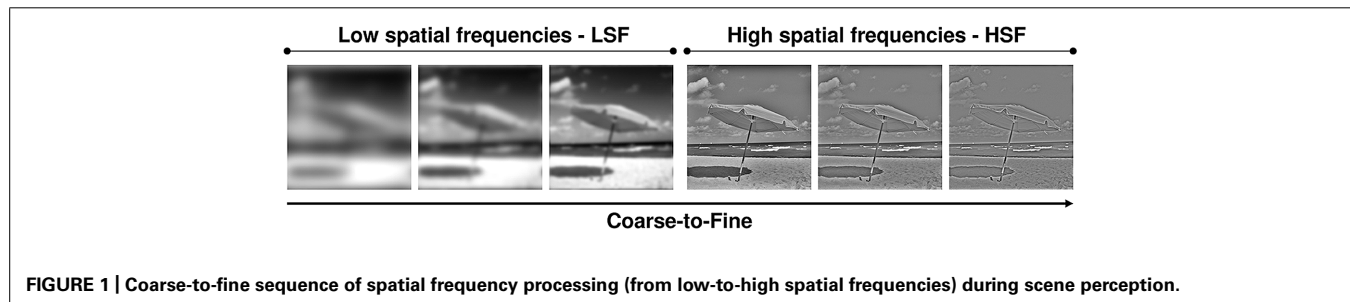 Low spatial frequencies - LSF
High spatial frequencies - HSF
Coarse-to-Fine
FIGURE 1 | Coarse-to-fine sequence of spatial frequency processing (from low-to-high spatial frequencies) during scene perception.